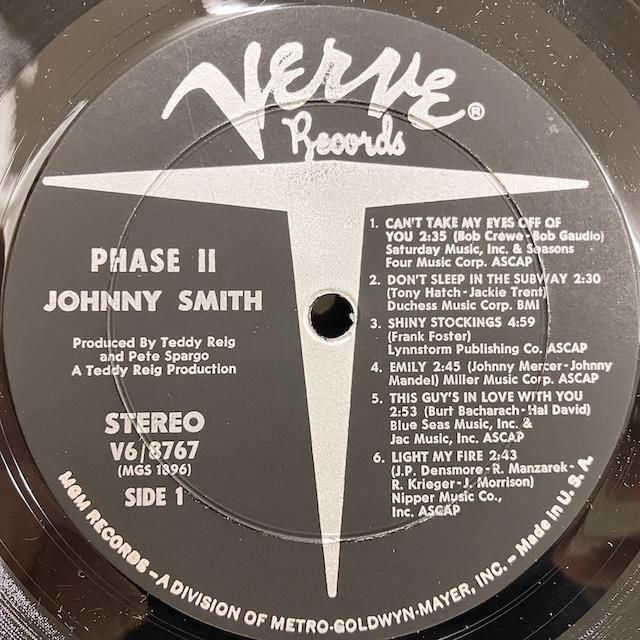 Verve®
Records
PHASE II
JOHNNY SMITH
Produced By Teddy Reig
and Pete Spargo
A Teddy Reig Production
STEREO
V6/8767
(MGS 1896)
SIDE 1
1. CAN'T TAKE MY EYES OFF OF
YOU 2:35 (Bob Crewe-Bob Gaudio)
Saturday Music, Inc. & Seasons
Four Music Corp. ASCAP
2. DON'T SLEEP IN THE SUBWAY 2:30
(Tony Hatch-Jackie Trent)
Duchess Music Corp. BMI
3. SHINY STOCKINGS 4:59
(Frank Foster)
Lynnstorm Publishing Co. ASCAP
4. EMILY 2:45 (Johnny Mercer-Johnny
Mandel) Miller Music Corp. ASCAP
5. THIS GUY'S IN LOVE WITH YOU
2:53 (Burt Bacharach-Hal David)
Blue Seas Music, Inc. &
Jac Music, Inc. ASCAP
6. LIGHT MY FIRE 2:43
(J.P. Densmore-R. Manzarek-
R. Krieger-J. Morrison)
Nipper Music Co.,
Inc. ASCAP
MGM RECORDS – A DIVISION OF METRO-GOLDWYN-MAYER, INC. – Made in U.S.A.